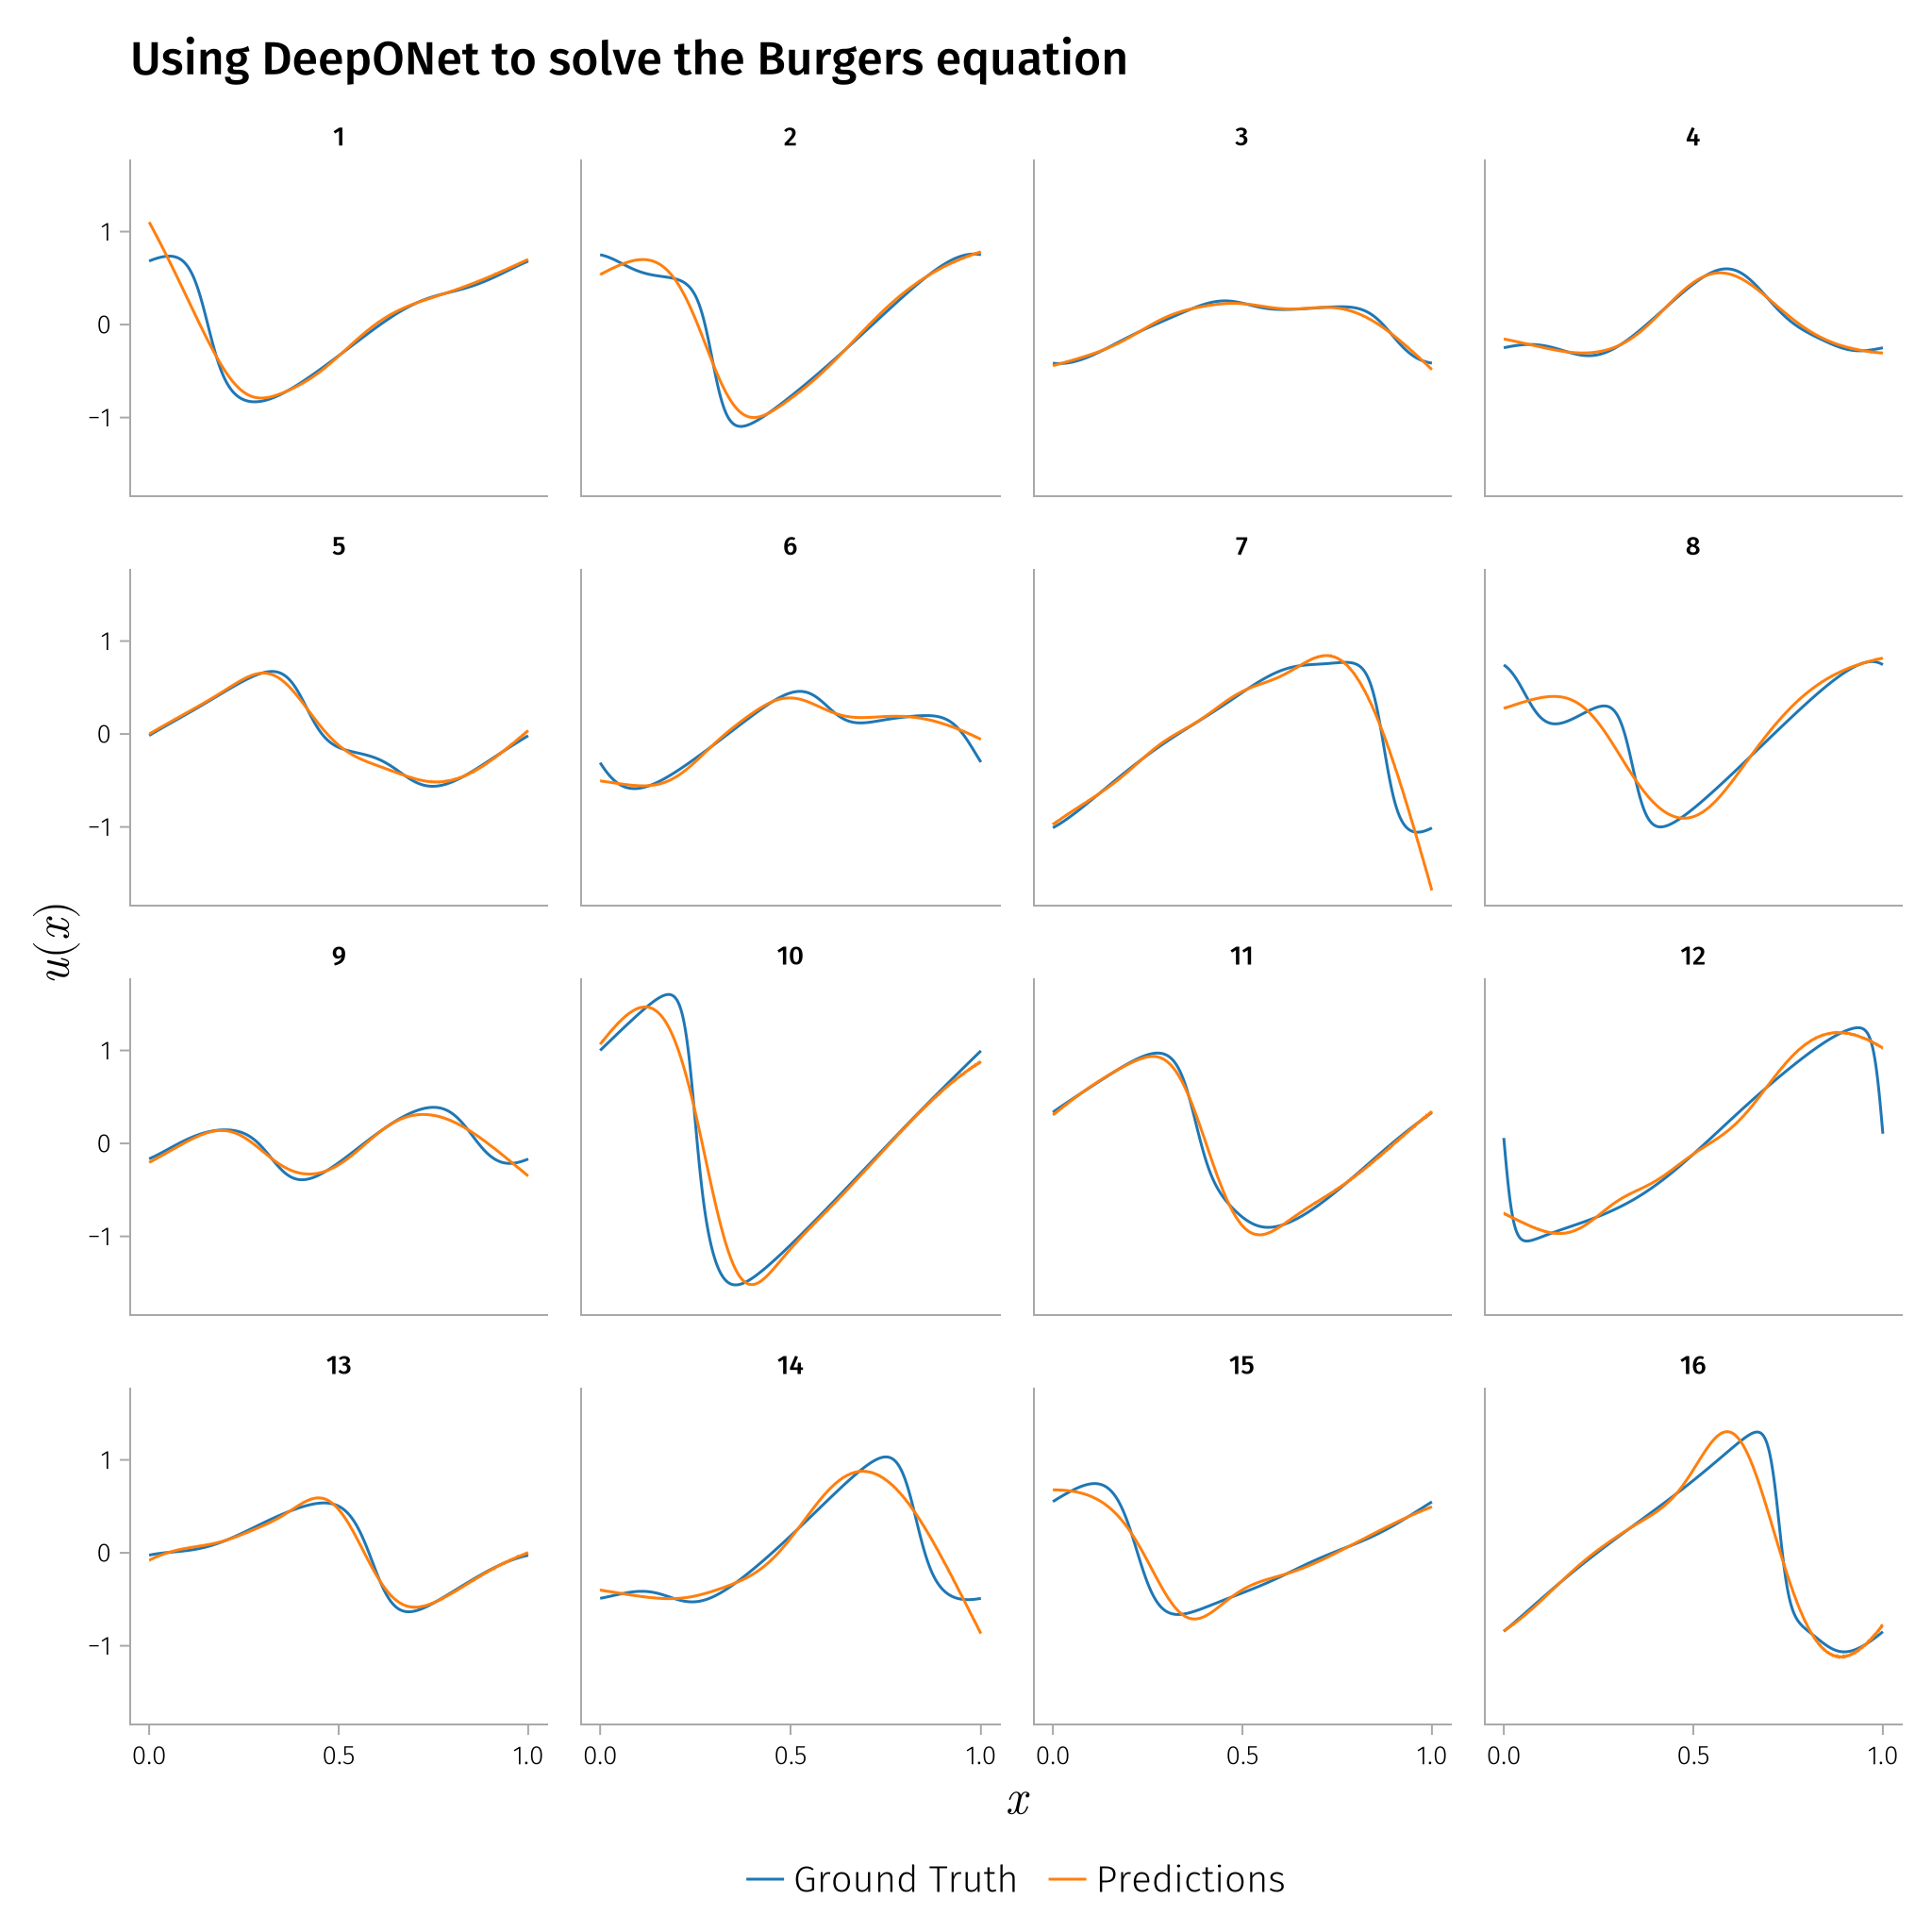 Using DeepONet to solve the Burgers equation
1 2 3 4
1
0
−1
5 6 7 8
1
0
−1
u(x)
9 10 11 12
1
0
−1
13 14 15 16
1
0
−1
0.0 0.5 1.0 0.0 0.5 1.0 0.0 0.5 1.0 0.0 0.5 1.0
x
Ground Truth Predictions